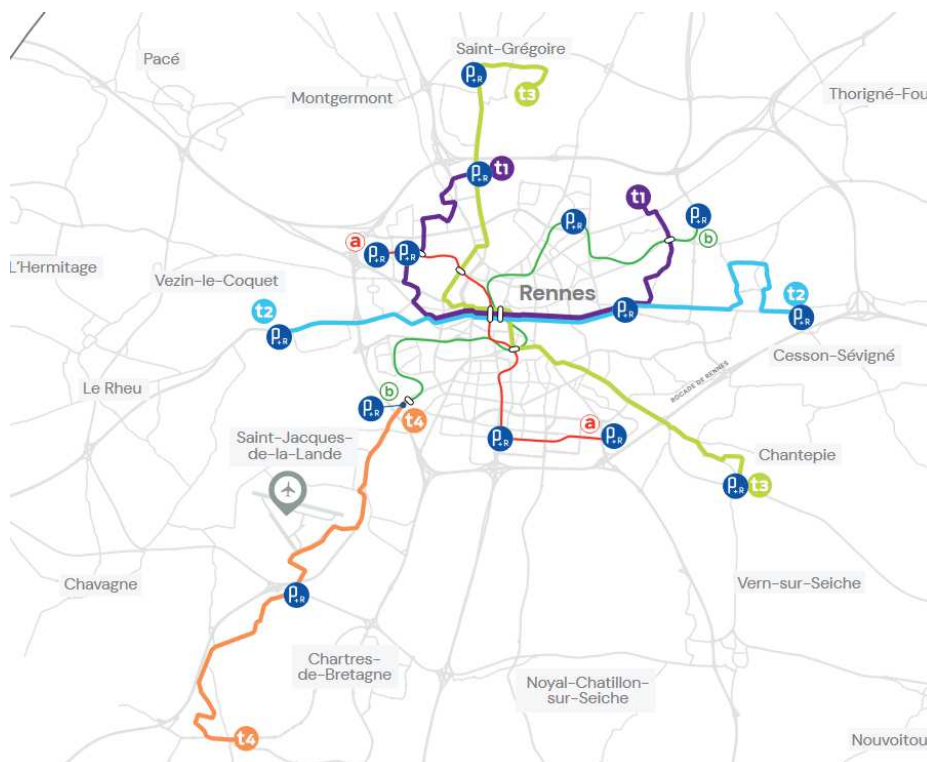 Saint-Grégoire
Pacé
P+R
t3
Montgermont
Thorigné-Fou
P+R
t1
t1
P+R
P+R
b
a
P+R
P+R
L'Hermitage
Vezin-le-Coquet
Rennes
t2
t2
P+R
P+R
P+R
Cesson-Sévigné
Le Rheu
ROCADE DE RENNES
b
P+R
t4
a
P+R
P+R
Saint-Jacques-
de-la-Lande
Chantepie
P+R
t3
Chavagne
P+R
Vern-sur-Seiche
Chartres-
de-Bretagne
Noyal-Chatillon-
sur-Seiche
t4
Nouvoitou